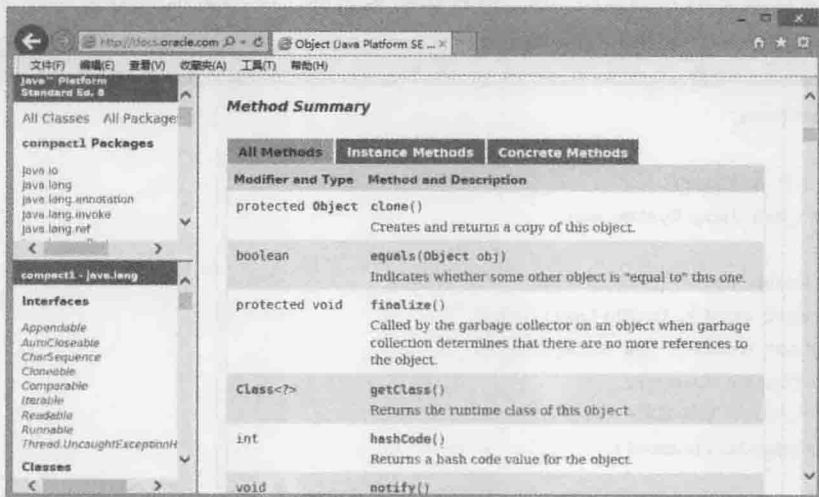 http://docs.oracle.com
Object (Java Platform SE ...
文件(F) 编辑(E) 查看(V) 收藏夹(A) 工具(T) 帮助(H)
Java™ Platform
Standard Ed. 8
All Classes All Package
compact1 Packages
java.io
java.lang
java.lang.annotation
java.lang.invoke
java.lang.ref
compact1 - java.lang
Interfaces
Appendable
AutoCloseable
CharSequence
Cloneable
Comparable
Iterable
Readable
Runnable
Thread.UncaughtExceptionH
Classes
Method Summary
All Methods Instance Methods Concrete Methods
Modifier and Type Method and Description
protected Object clone()
Creates and returns a copy of this object.
boolean equals(Object obj)
Indicates whether some other object is "equal to" this one.
protected void finalize()
Called by the garbage collector on an object when garbage
collection determines that there are no more references to
the object.
Class<?> getClass()
Returns the runtime class of this Object.
int hashCode()
Returns a hash code value for the object.
void notify()